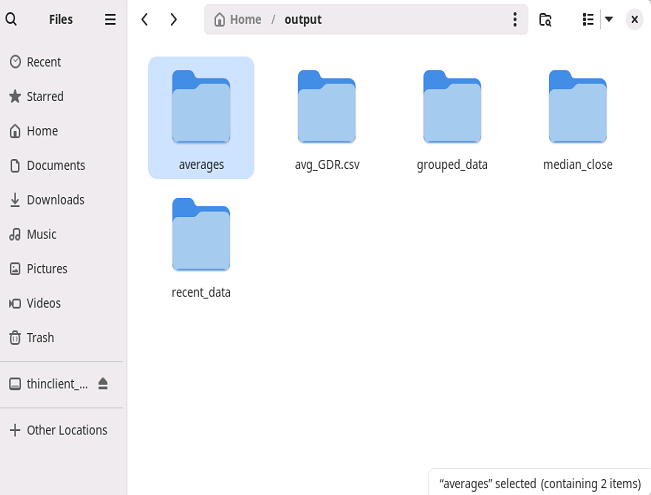 Files
Home / output
Recent
Starred
Home
Documents
Downloads
Music
Pictures
Videos
Trash
thinclient_...
Other Locations
averages
avg_GDR.csv
grouped_data
median_close
recent_data
“averages” selected (containing 2 items)